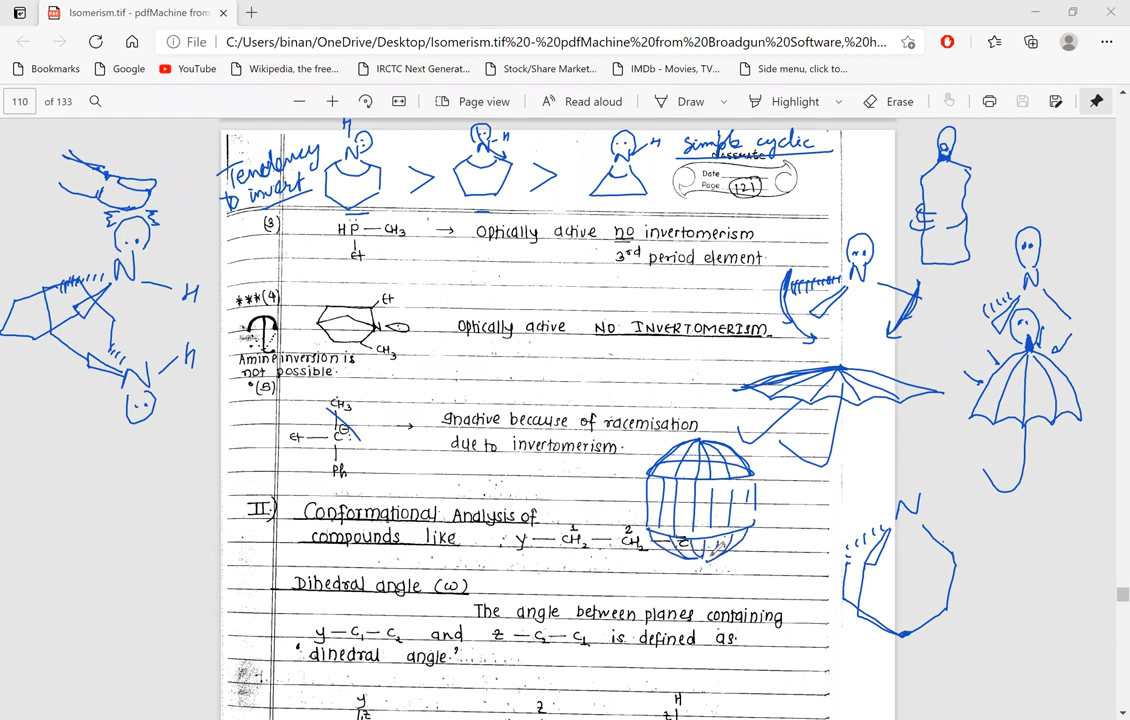 Isomerism.tif - pdfMachine from
File C:/Users/binan/OneDrive/Desktop/Isomerism.tif%20-%20pdfMachine%20from%20Broadgun%20Software,%20h...
Bookmarks Google YouTube Wikipedia, the free... IRCTC Next Generat... Stock/Share Market... IMDb - Movies, TV... Side menu, click to...
110 of 133 Page view Read aloud Draw Highlight Erase
H
N N-H N H simple cyclic
classmate
Date
Page 121
Tendency
to invert
> >
(3) HP̈ — CH3 → optically active no invertomerism
Et 3rd period element.
***(4) Et
N optically active NO INVERTOMERISM.
CH3
Amine inversion is
not possible.
*(5)
CH3
Et — C: → Inactive because of racemisation
due to invertomerism.
Ph
II.) Conformational Analysis of
compounds like : y — CH2 — CH2 — z
1 2
Dihedral angle (ω)
The angle between planes containing
y — C1 — C2 and z — C2 — C1 is defined as
"dihedral angle."
y z H
z z
N H
N H
N
N
N